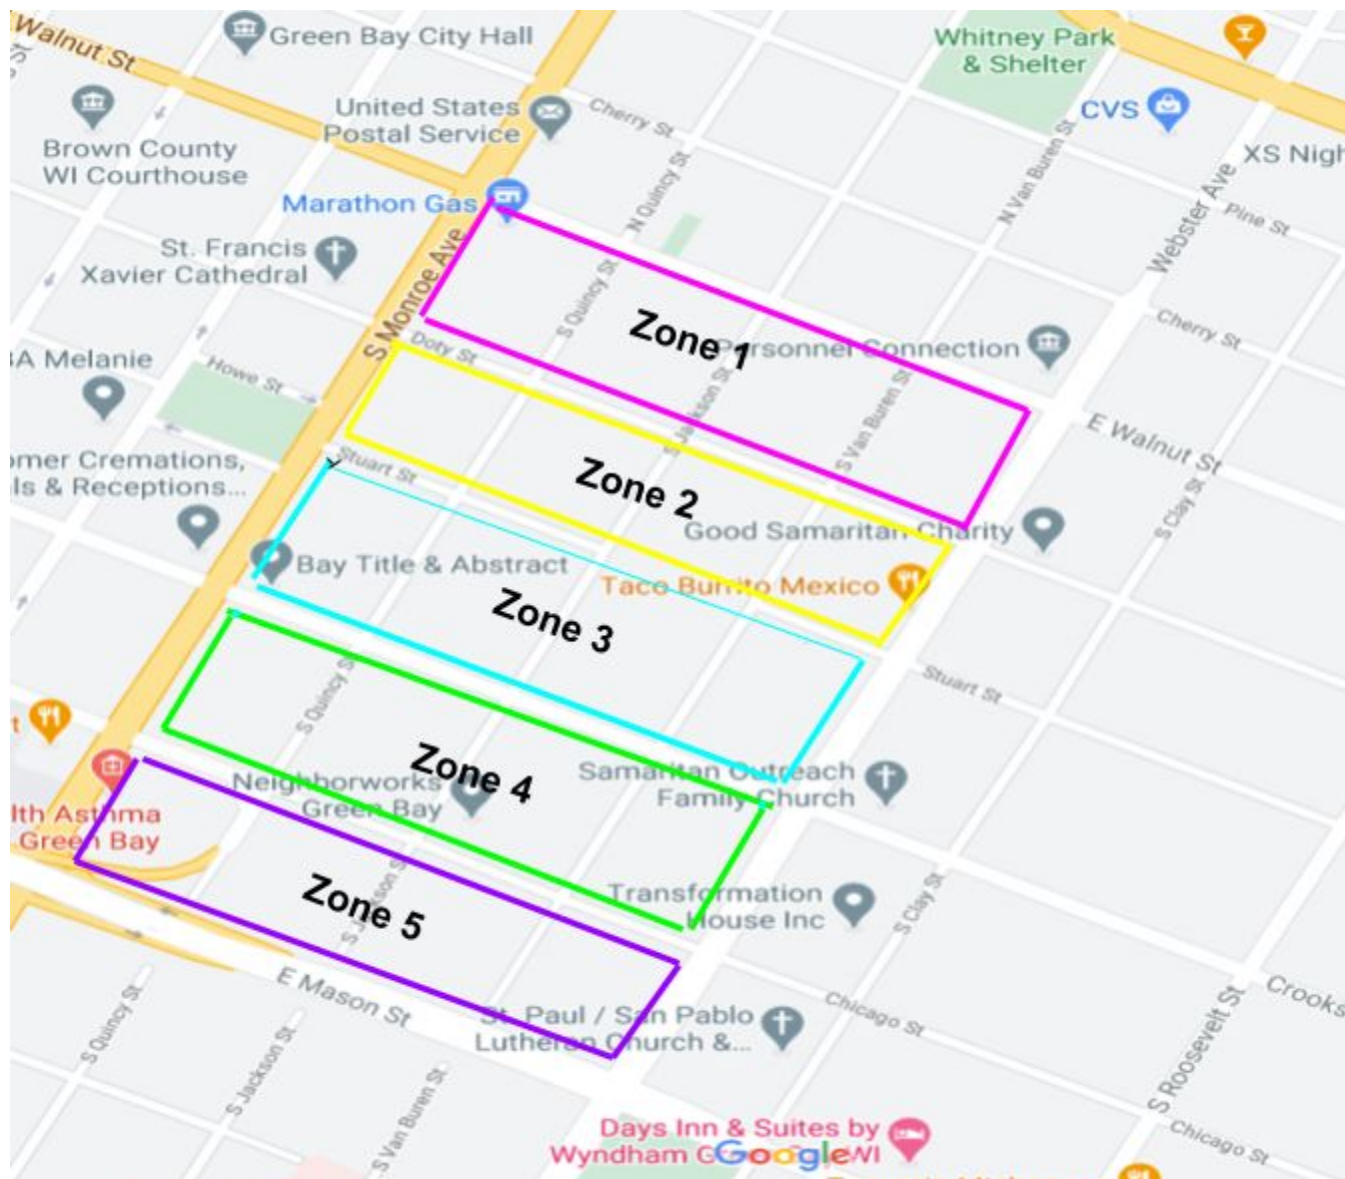 Walnut St
Green Bay City Hall
Whitney Park
& Shelter
United States
Postal Service
Cherry St
CVS
Brown County
WI Courthouse
N Quincy St
N Van Buren St
XS Nigh
Marathon Gas
Webster Ave
Pine St
St. Francis
Xavier Cathedral
S Monroe Ave
S Quincy St
Zone 1
Personnel Connection
Cherry St
Doty St
A Melanie
Howe St
S Jackson St
S Van Buren St
E Walnut St
omer Cremations,
ls & Receptions...
Stuart St
Zone 2
S Clay St
Good Samaritan Charity
Bay Title & Abstract
Taco Burrito Mexico
Zone 3
Stuart St
S Quincy S
t
Zone 4
Neighborworks
Green Bay
Samaritan Outreach
Family Church
lth Asthma
Green Bay
Zone 5
S Jackson S
Transformation
House Inc
S Clay St
E Mason St
St. Paul / San Pablo
Lutheran Church &...
Chicago St
Crooks
S Quincy St
S Jackson St
S Van Buren St
S Roosevelt St
Chicago St
Days Inn & Suites by
Wyndham G
Google
WI